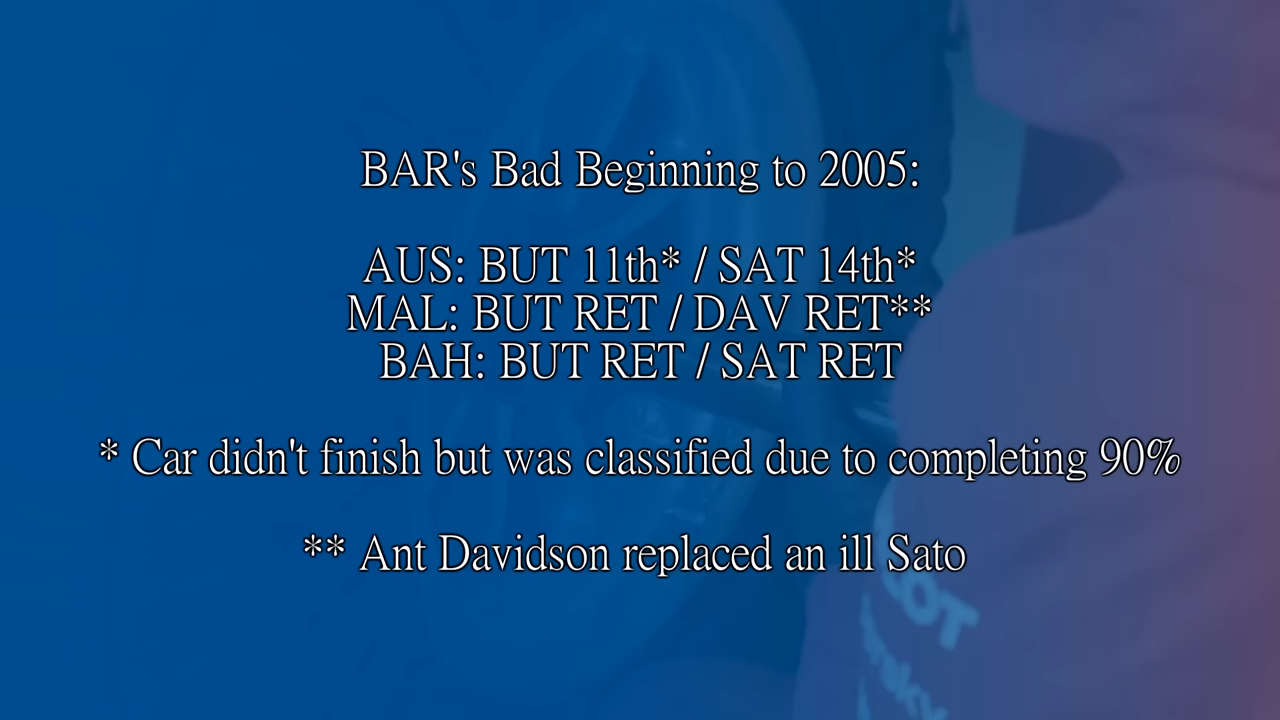 BAR's Bad Beginning to 2005:
AUS: BUT 11th* / SAT 14th*
MAL: BUT RET / DAV RET**
BAH: BUT RET / SAT RET
* Car didn't finish but was classified due to completing 90%
** Ant Davidson replaced an ill Sato